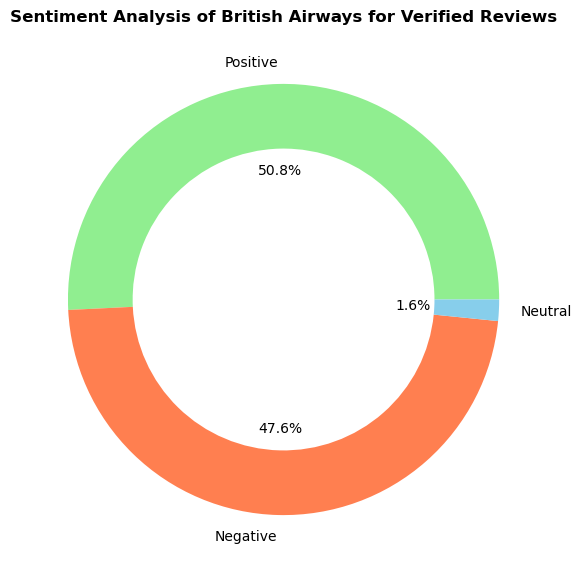 Sentiment Analysis of British Airways for Verified Reviews
Positive
50.8%
1.6%
Neutral
47.6%
Negative